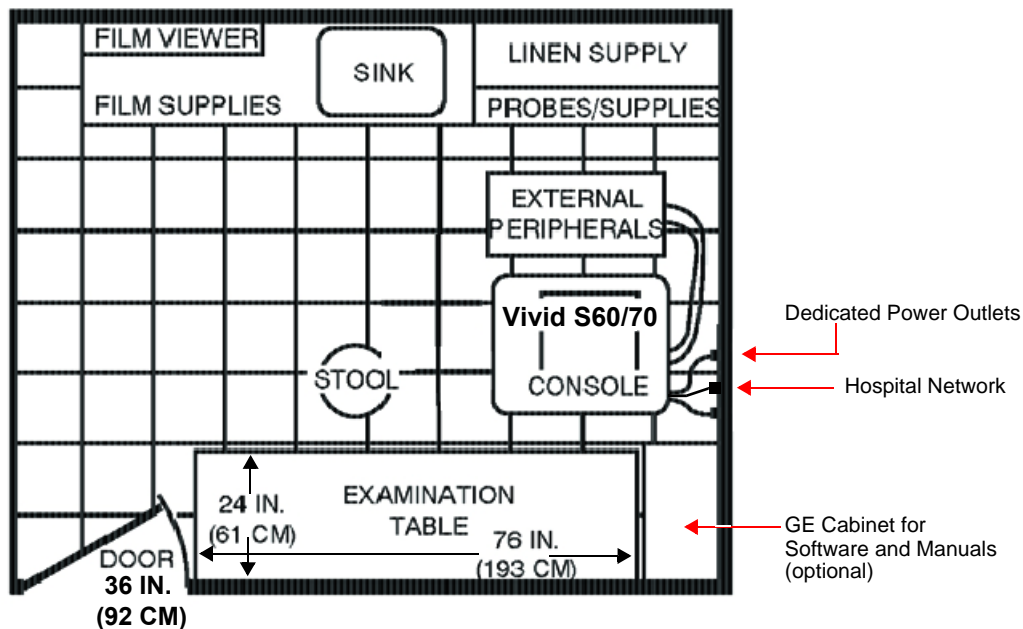 FILM VIEWER
SINK
LINEN SUPPLY
FILM SUPPLIES
PROBES/SUPPLIES
EXTERNAL
PERIPHERALS
Vivid S60/70
CONSOLE
STOOL
Dedicated Power Outlets
Hospital Network
EXAMINATION
TABLE
24 IN.
(61 CM)
76 IN.
(193 CM)
GE Cabinet for
Software and Manuals
(optional)
DOOR
36 IN.
(92 CM)